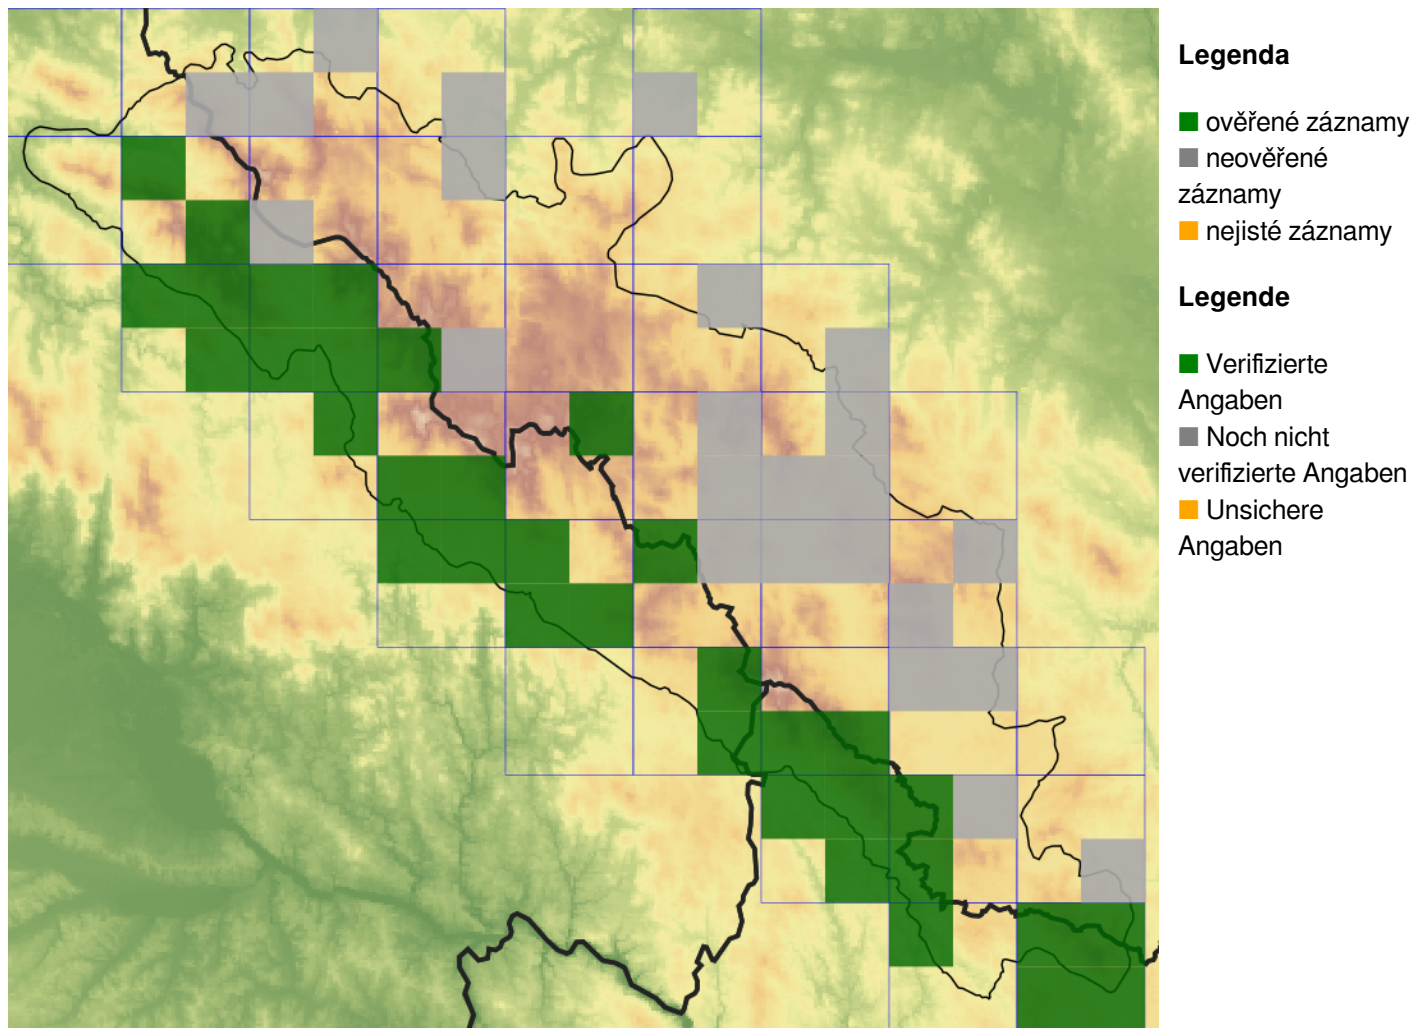 Legenda
ověřené záznamy
neověřené
záznamy
nejisté záznamy
Legende
Verifizierte
Angaben
Noch nicht
verifizierte Angaben
Unsichere
Angaben